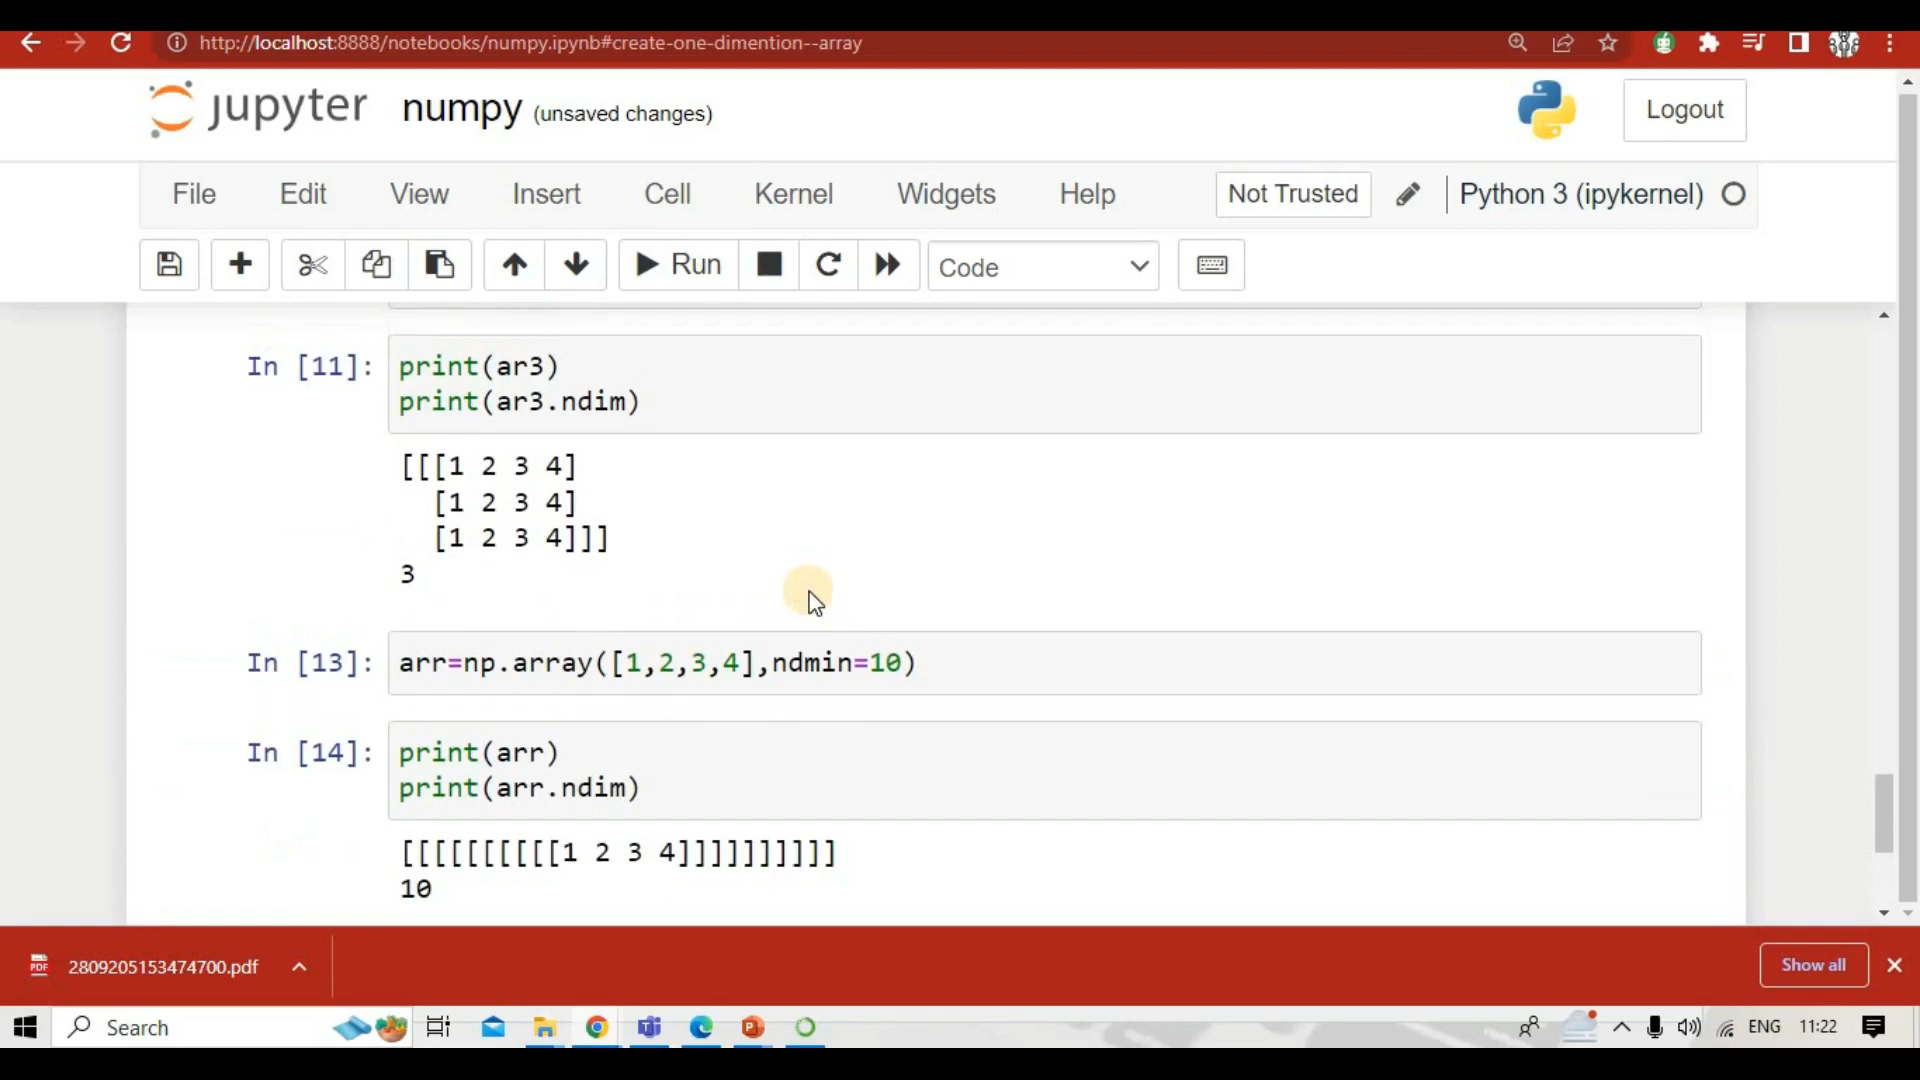 http://localhost:8888/notebooks/numpy.ipynb#create-one-dimention--array
jupyter numpy (unsaved changes)
Logout
File Edit View Insert Cell Kernel Widgets Help Not Trusted Python 3 (ipykernel)
Run Code
In [11]: print(ar3)
print(ar3.ndim)
[[[1 2 3 4]
[1 2 3 4]
[1 2 3 4]]]
3
In [13]: arr=np.array([1,2,3,4],ndmin=10)
In [14]: print(arr)
print(arr.ndim)
[[[[[[[[[[1 2 3 4]]]]]]]]]]
10
PDF 2809205153474700.pdf Show all
Search ENG 11:22